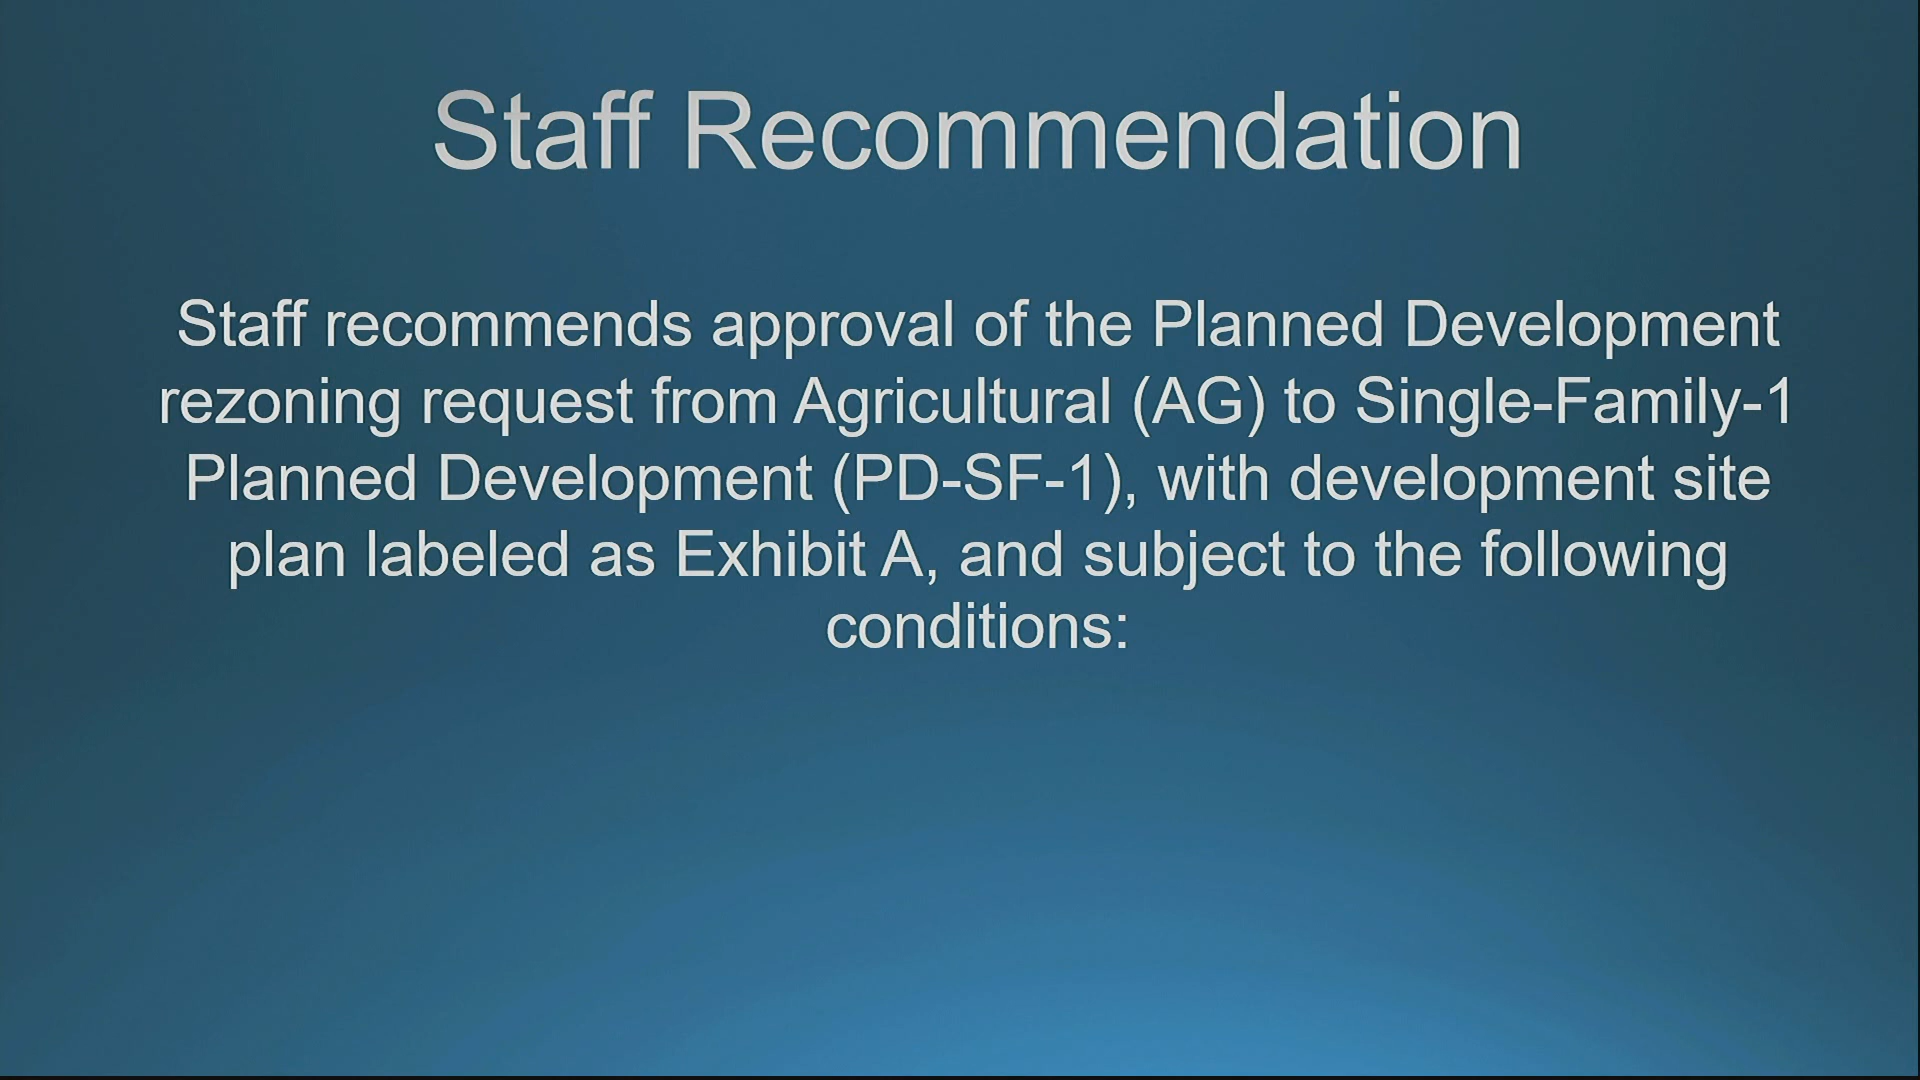 Staff Recommendation
Staff recommends approval of the Planned Development
rezoning request from Agricultural (AG) to Single-Family-1
Planned Development (PD-SF-1), with development site
plan labeled as Exhibit A, and subject to the following
conditions: